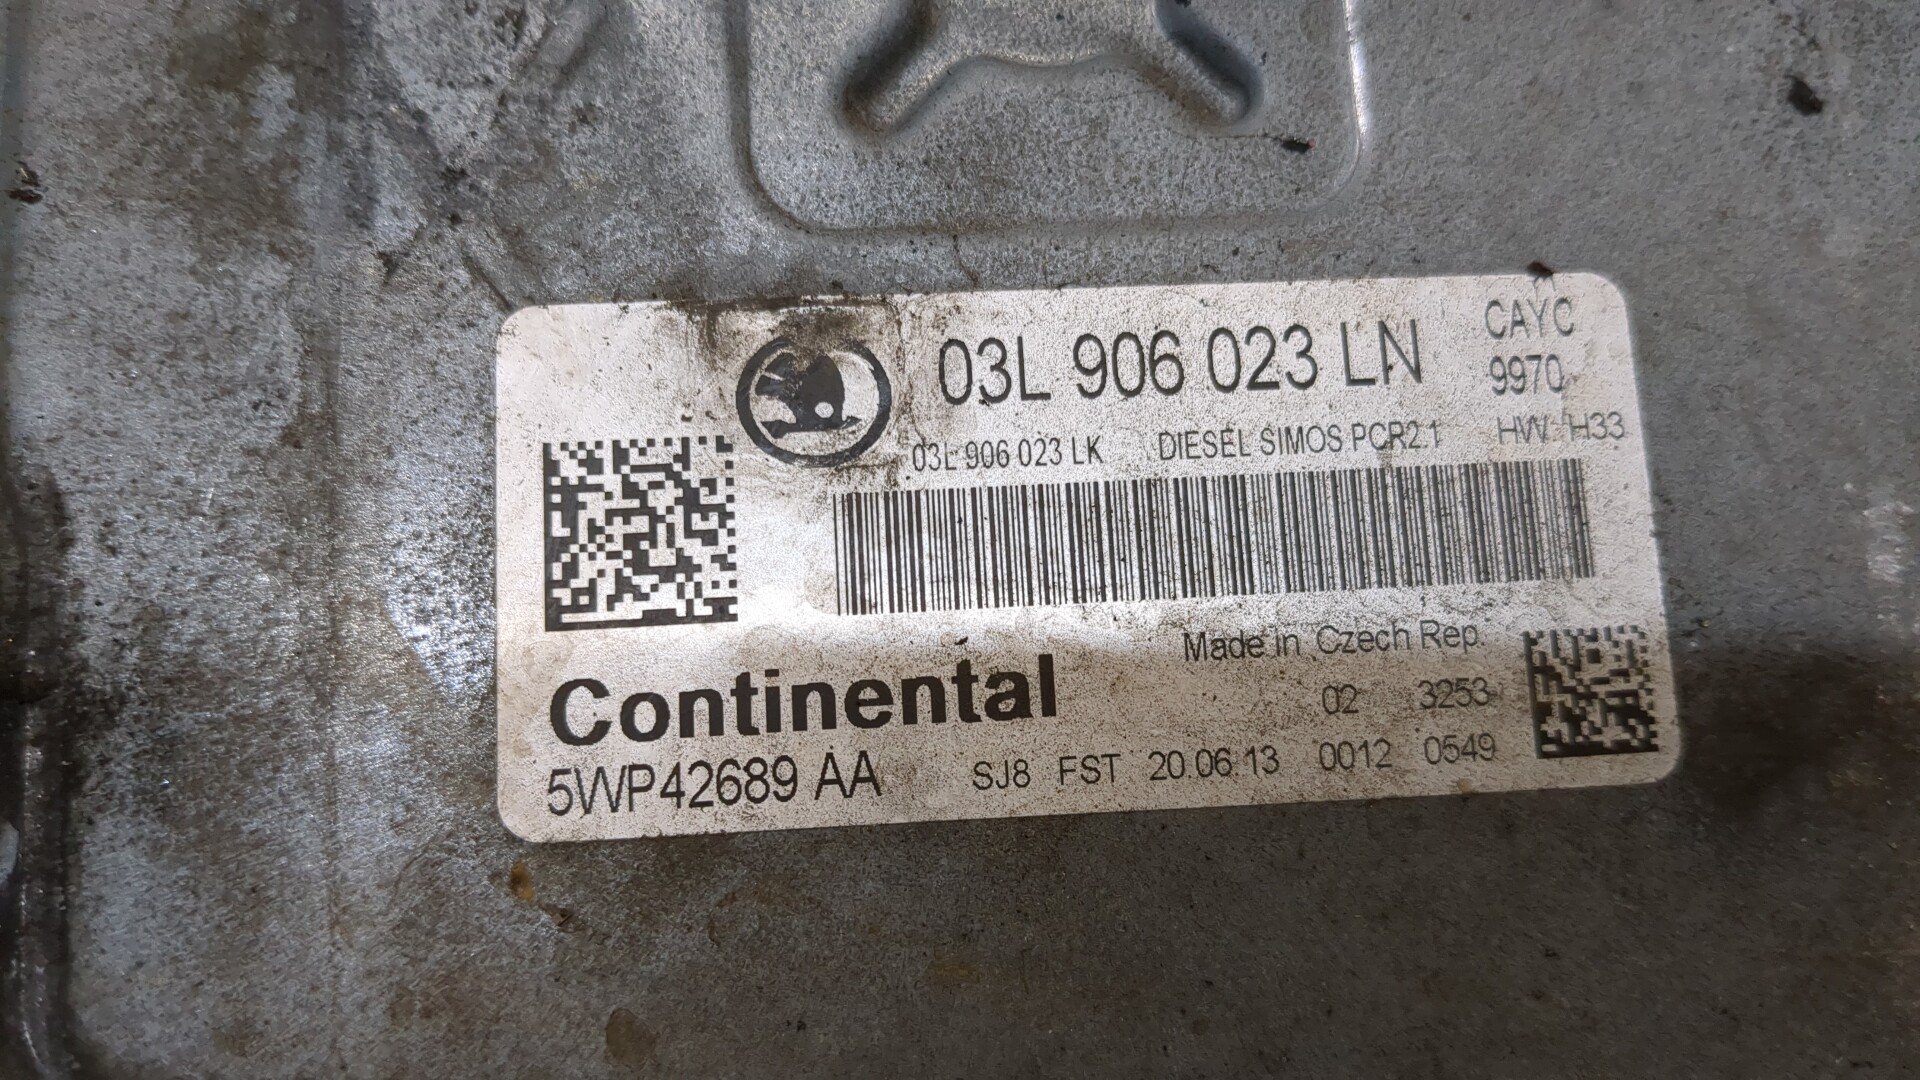 03L 906 023 LN CAYC
9970
03L 906 023 LK DIESEL SIMOS PCR2.1 HW H33
Made in Czech Rep.
Continental 02 3253
5WP42689 AA SJ8 FST 20.06.13 0012 0549